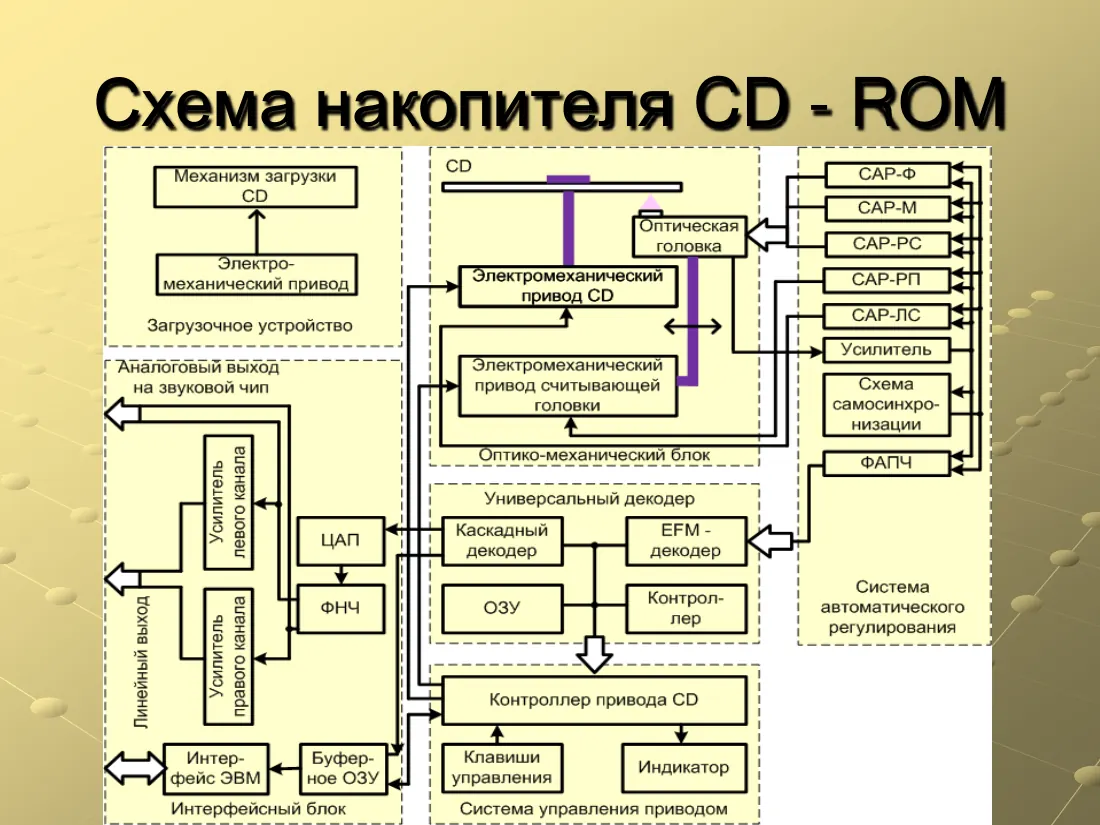 Схема накопителя CD - ROM
Механизм загрузки
CD
Электро-
механический привод
Загрузочное устройство
CD
Оптическая
головка
Электромеханический
привод CD
Электромеханический
привод считывающей
головки
Оптико-механический блок
САР-Ф
САР-М
САР-РС
САР-РП
САР-ЛС
Усилитель
Схема
самосинхро-
низации
ФАПЧ
Система
автоматического
регулирования
Аналоговый выход
на звуковой чип
Усилитель
левого канала
ЦАП
ФНЧ
Усилитель
правого канала
Линейный выход
Интер-
фейс ЭВМ
Буфер-
ное ОЗУ
Интерфейсный блок
Универсальный декодер
Каскадный
декодер
EFM -
декодер
ОЗУ
Контрол-
лер
Контроллер привода CD
Клавиши
управления
Индикатор
Система управления приводом